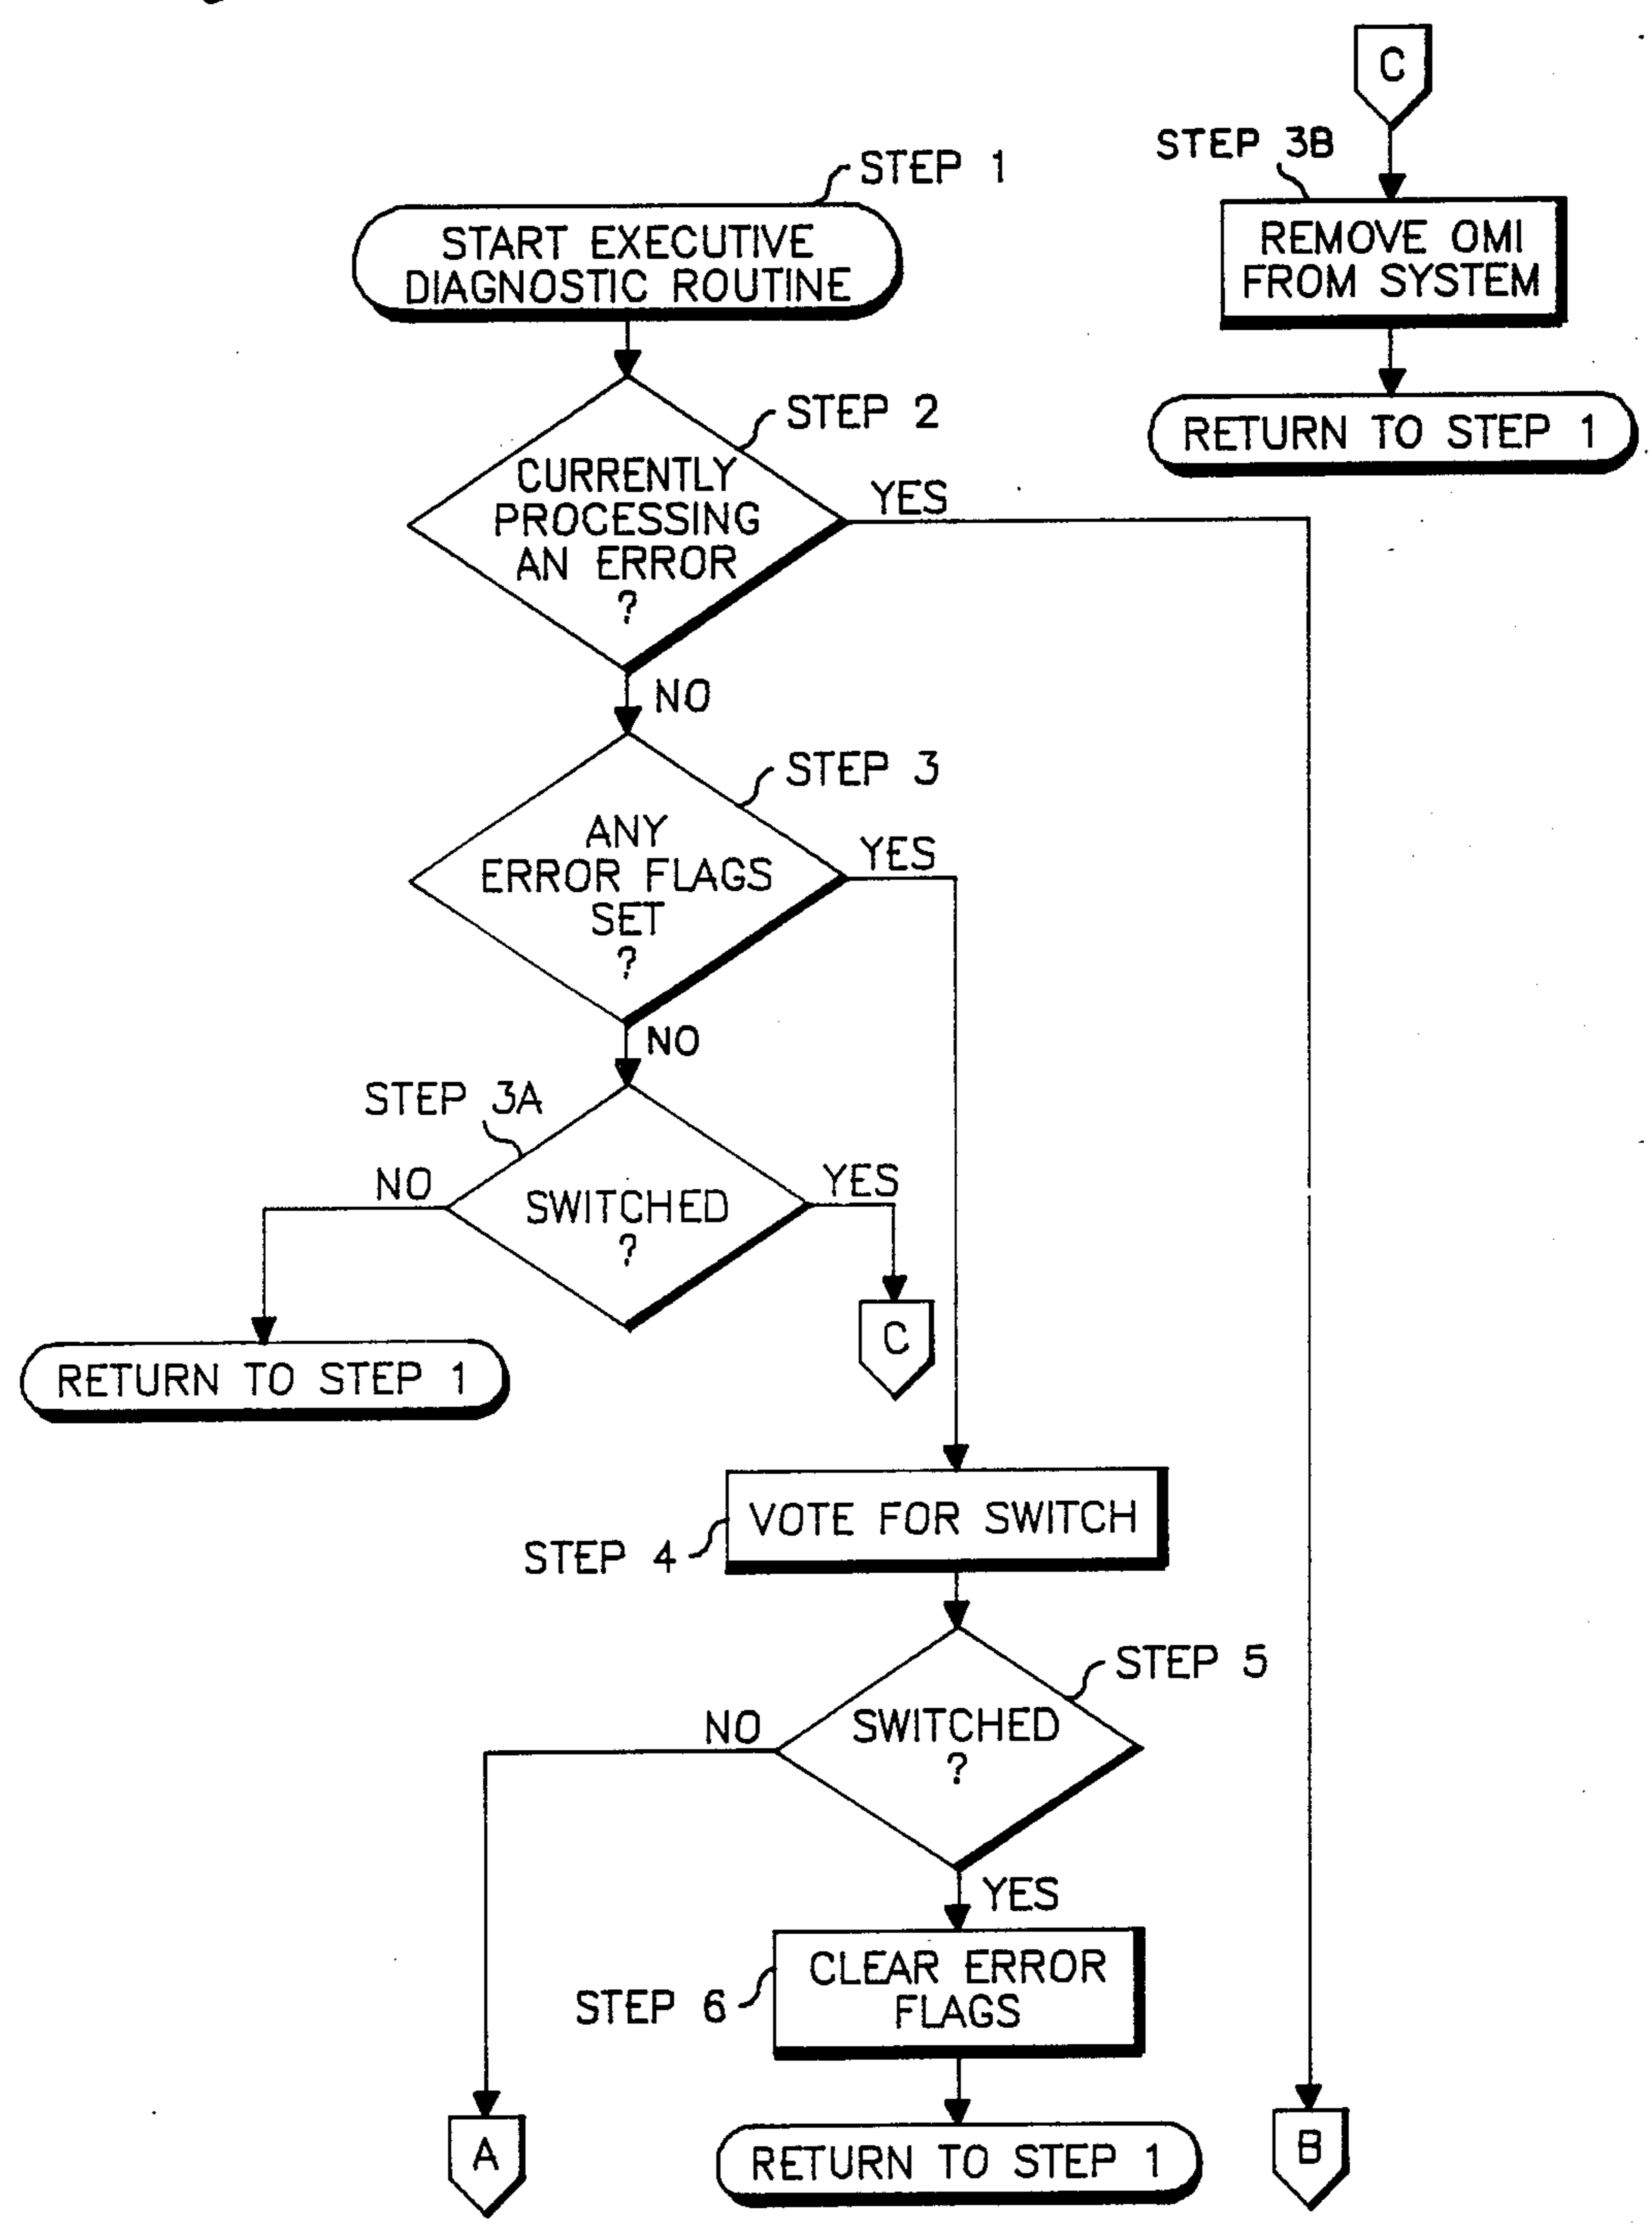 C
STEP 3B
REMOVE OMI
FROM SYSTEM
RETURN TO STEP 1
STEP 1
START EXECUTIVE
DIAGNOSTIC ROUTINE
STEP 2
CURRENTLY
PROCESSING
AN ERROR
?
YES
NO
STEP 3
ANY
ERROR FLAGS
SET
?
YES
NO
STEP 3A
SWITCHED
?
NO
YES
RETURN TO STEP 1
C
VOTE FOR SWITCH
STEP 4
STEP 5
SWITCHED
?
NO
YES
CLEAR ERROR
FLAGS
STEP 6
A
RETURN TO STEP 1
B